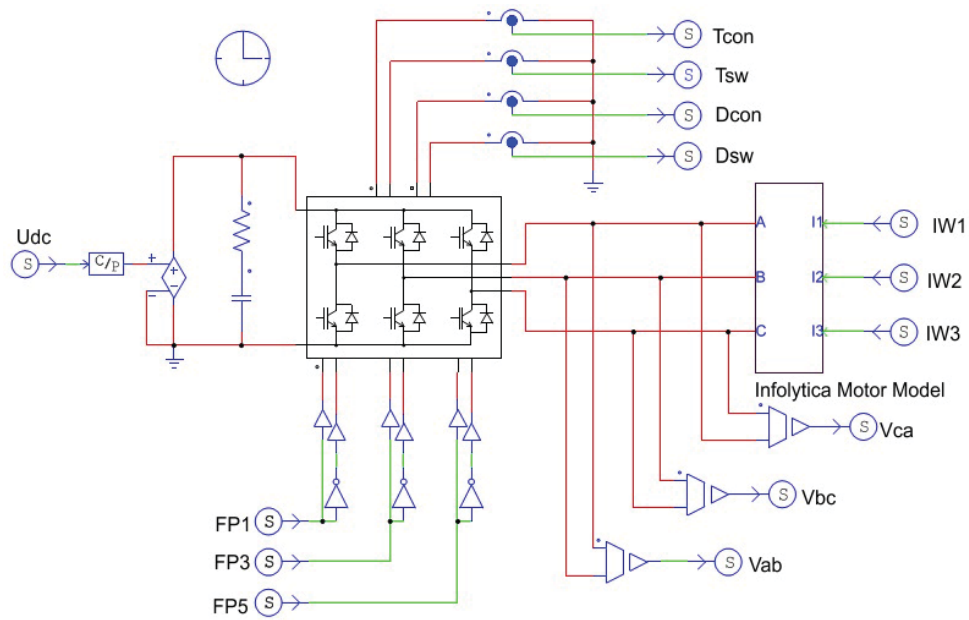 S Tcon
S Tsw
S Dcon
S Dsw
Udc
S C/P
A I1 S IW1
B I2 S IW2
C I3 S IW3
Infolytica Motor Model
S Vca
S Vbc
S Vab
FP1 S
FP3 S
FP5 S